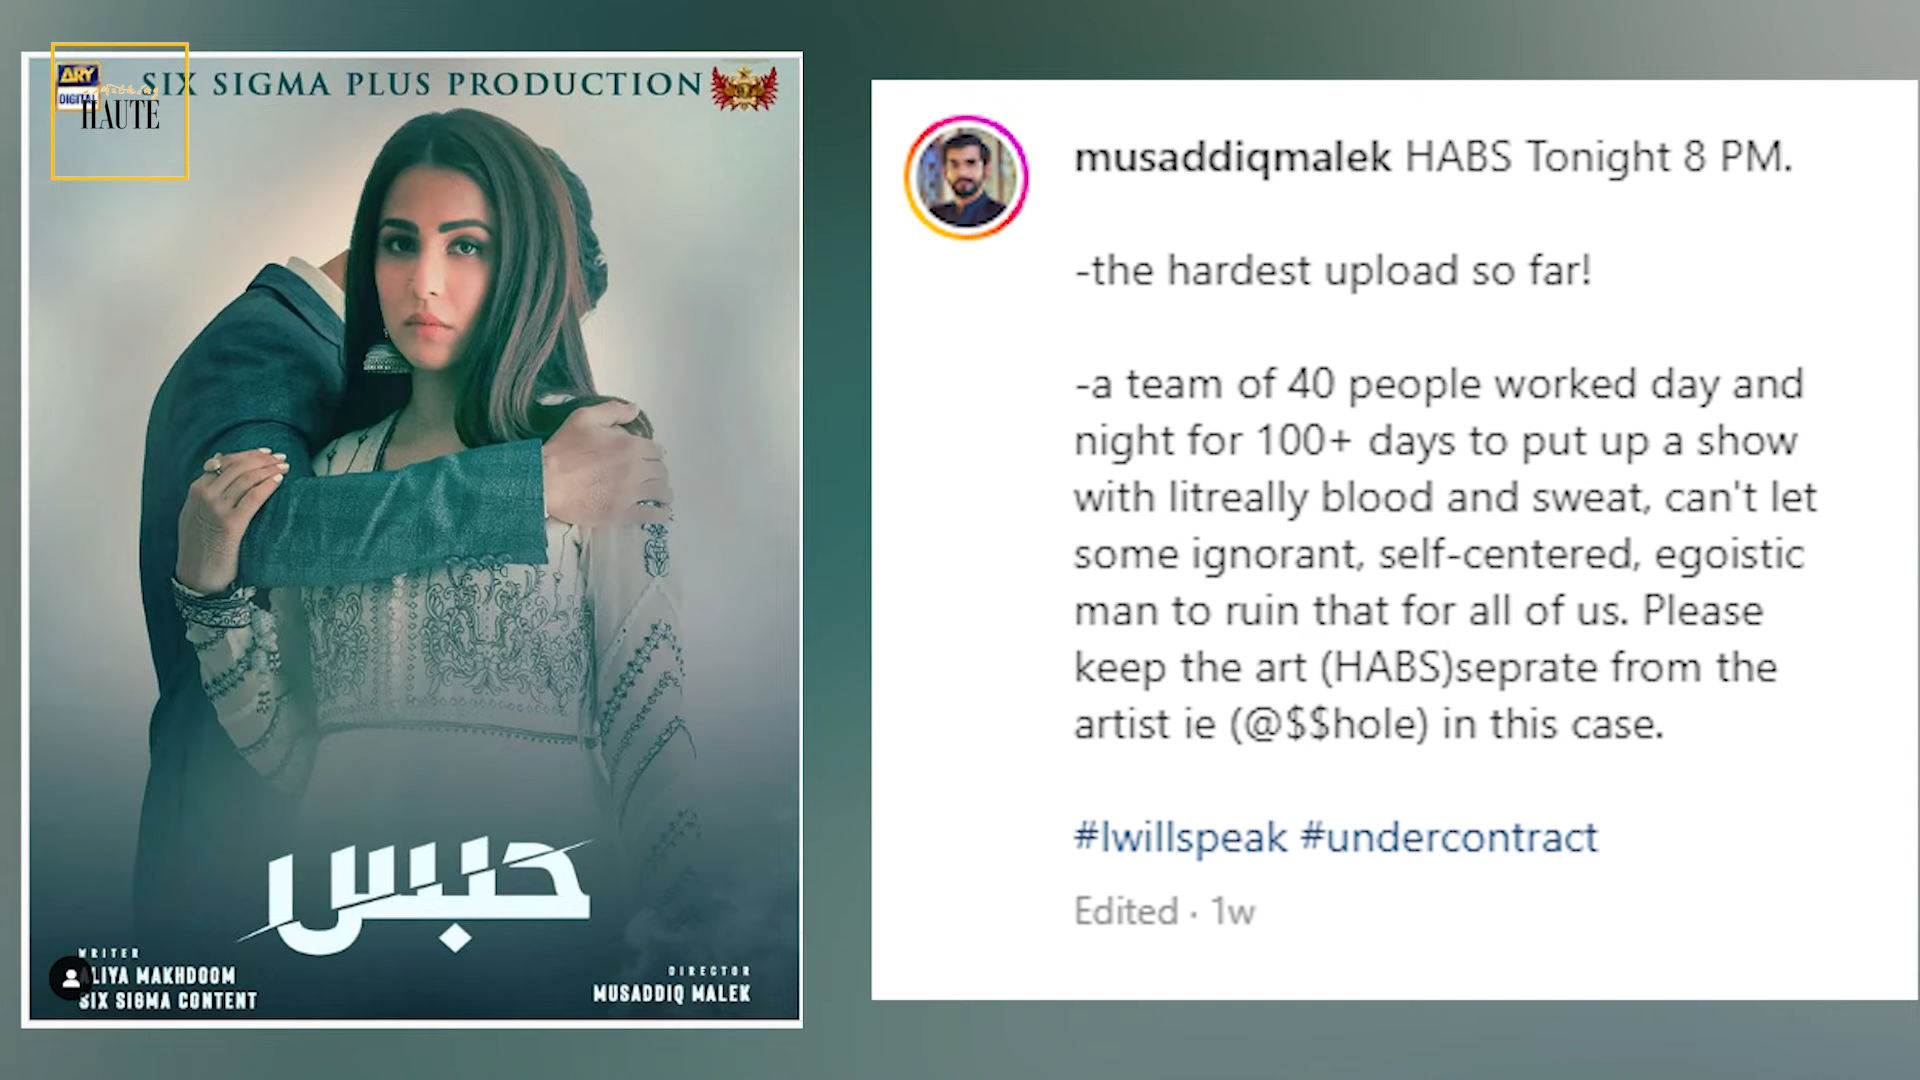 ARY
DIGITAL
HAUTE
SIX SIGMA PLUS PRODUCTION
حبس
WRITER
ALIYA MAKHDOOM
SIX SIGMA CONTENT
DIRECTOR
MUSADDIQ MALEK
musaddiqmalek HABS Tonight 8 PM.
-the hardest upload so far!
-a team of 40 people worked day and
night for 100+ days to put up a show
with litreally blood and sweat, can't let
some ignorant, self-centered, egoistic
man to ruin that for all of us. Please
keep the art (HABS)seprate from the
artist ie (@$$hole) in this case.
#Iwillspeak #undercontract
Edited · 1w